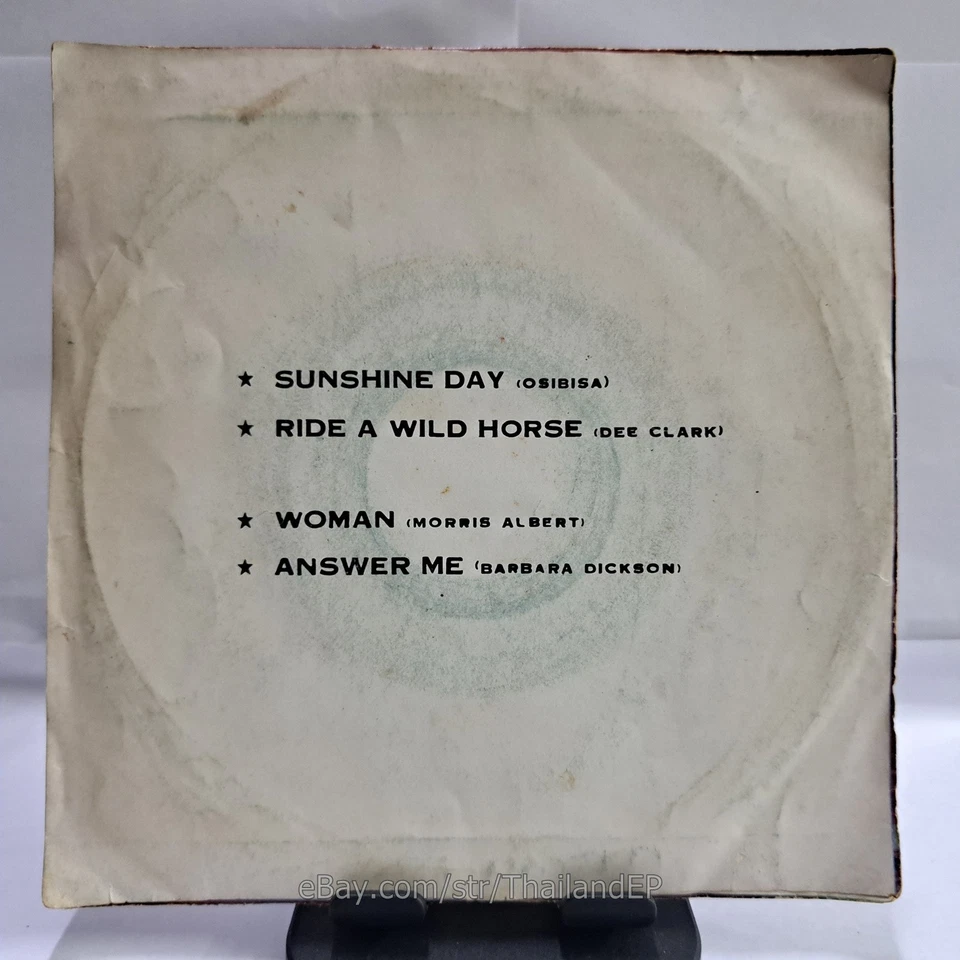 ★ SUNSHINE DAY (OSIBISA)
★ RIDE A WILD HORSE (DEE CLARK)
★ WOMAN (MORRIS ALBERT)
★ ANSWER ME (BARBARA DICKSON)
eBay.com/str/ThailandEP